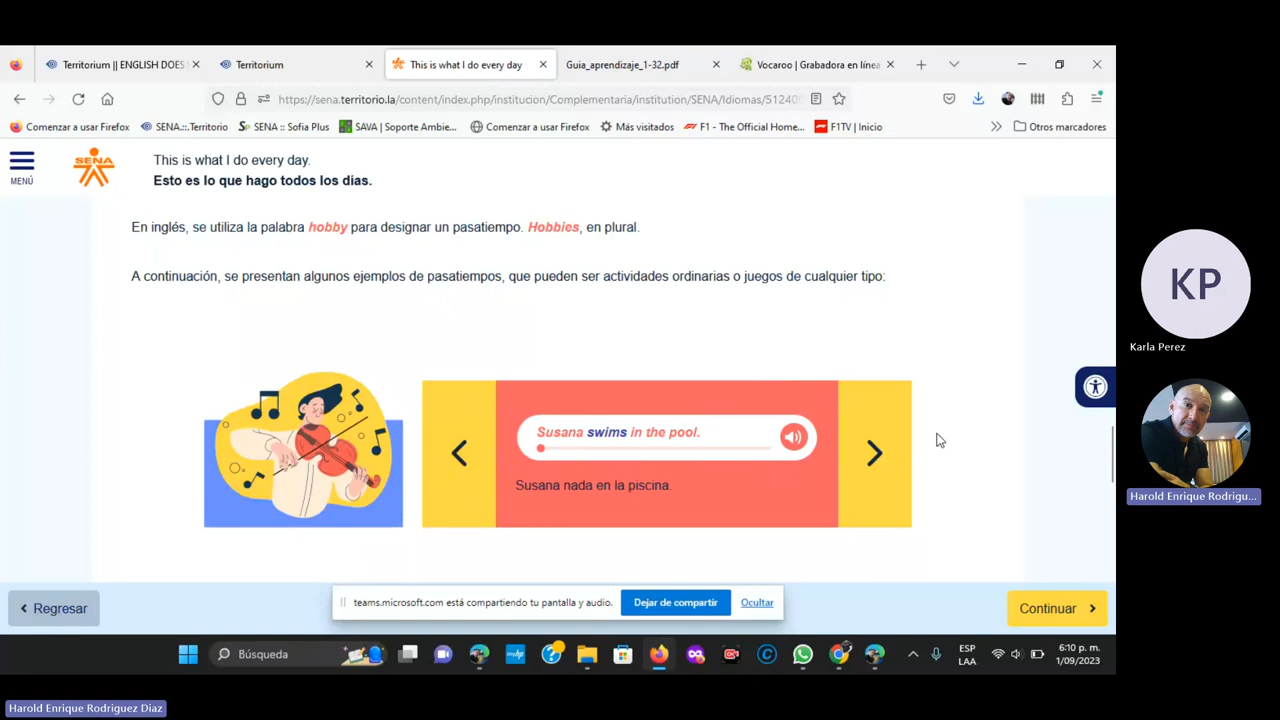 Territorium || ENGLISH DOES
Territorium
This is what I do every day
Guia_aprendizaje_1-32.pdf
Vocaroo | Grabadora en línea
https://sena.territorio.la/content/index.php/institucion/Complementaria/institution/SENA/Idiomas/51240
Comenzar a usar Firefox
SENA.::.Territorio
SENA :: Sofia Plus
SAVA | Soporte Ambie...
Comenzar a usar Firefox
Más visitados
F1 - The Official Home...
F1TV | Inicio
Otros marcadores
MENÚ
SENA
This is what I do every day.
Esto es lo que hago todos los días.
En inglés, se utiliza la palabra hobby para designar un pasatiempo. Hobbies, en plural.
A continuación, se presentan algunos ejemplos de pasatiempos, que pueden ser actividades ordinarias o juegos de cualquier tipo:
Susana swims in the pool.
Susana nada en la piscina.
KP
Karla Perez
Harold Enrique Rodrigu...
Regresar
teams.microsoft.com está compartiendo tu pantalla y audio.
Dejar de compartir
Ocultar
Continuar
Búsqueda
ESP
LAA
6:10 p. m.
1/09/2023
Harold Enrique Rodriguez Diaz